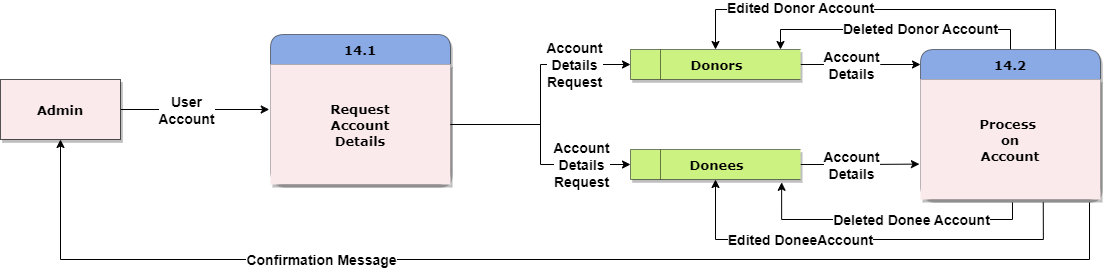 Edited Donor Account
Deleted Donor Account
14.1
Account
Details
Request
Donors
Account
Details
14.2
Admin
User
Account
Request
Account
Details
Process
on
Account
Account
Details
Request
Donees
Account
Details
Deleted Donee Account
Edited DoneeAccount
Confirmation Message